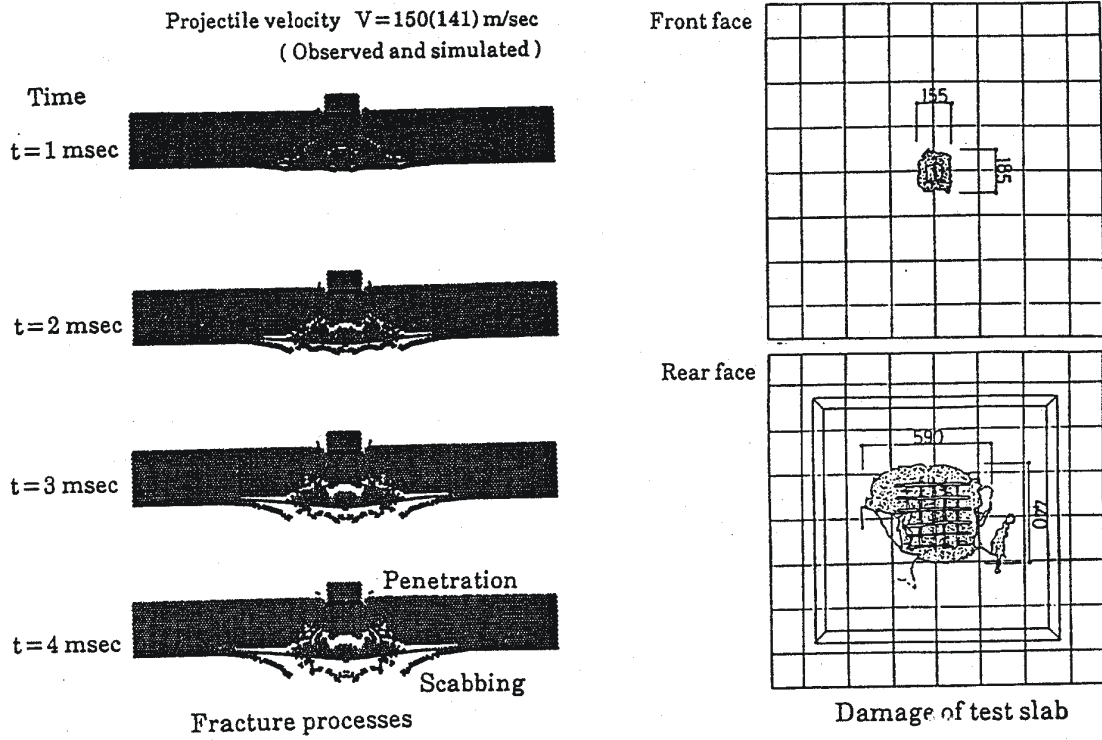 Projectile velocity V=150(141) m/sec
(Observed and simulated)
Time
t=1 msec
t=2 msec
t=3 msec
t=4 msec
Penetration
Scabbing
Fracture processes
Front face
155
185
Rear face
590
440
Damage of test slab